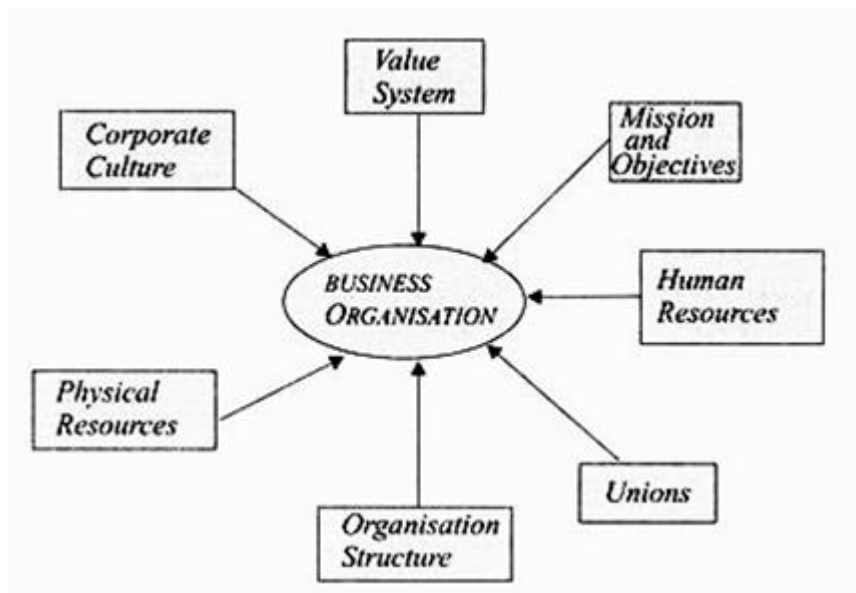 Value
System
Mission
and
Objectives
Corporate
Culture
BUSINESS
ORGANISATION
Human
Resources
Physical
Resources
Unions
Organisation
Structure